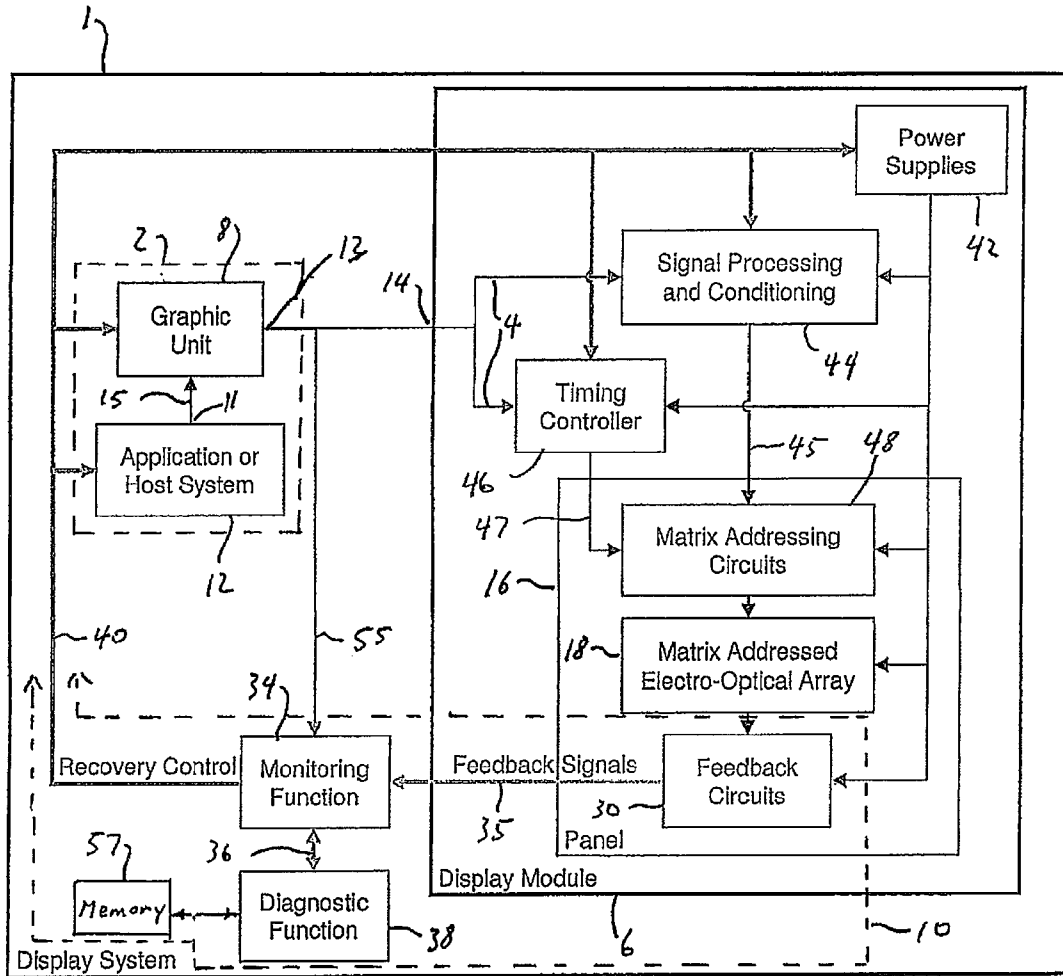 1
Power
Supplies
42
2
8
13
14
4
Signal Processing
and Conditioning
44
Graphic
Unit
15
11
Timing
Controller
46
45
48
Application or
Host System
12
47
16
Matrix Addressing
Circuits
40
55
18
Matrix Addressed
Electro-Optical Array
34
Recovery Control
Monitoring
Function
Feedback Signals
35
30
Feedback
Circuits
Panel
36
57
Memory
Diagnostic
Function
38
Display Module
6
10
Display System